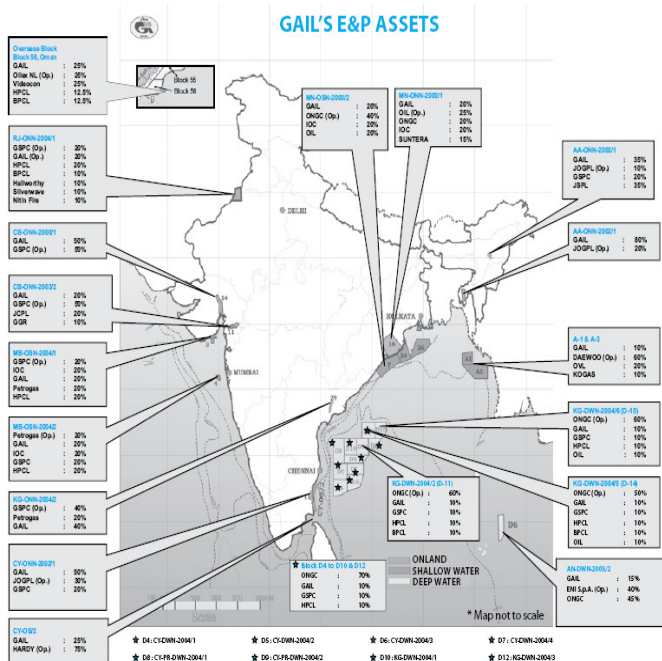 GAIL'S E&P ASSETS
GAIL
Overseas Block
Block 56, Oman
GAIL : 25%
Oilex NL (Op.) : 25%
Videocon : 25%
HPCL : 12.5%
BPCL : 12.5%
Block 55
Block 56
RJ-ONN-2004/1
GSPC (Op.) : 20%
GAIL (Op.) : 20%
HPCL : 20%
BPCL : 10%
Hallworthy : 10%
Silverwave : 10%
Nitin Fire : 10%
CB-ONN-2000/1
GAIL : 50%
GSPC (Op.) : 50%
CB-ONN-2003/2
GAIL : 20%
GSPC (Op.) : 50%
JCPL : 20%
GGR : 10%
MB-OSN-2004/1
GSPC (Op.) : 20%
IOC : 20%
GAIL : 20%
Petrogas : 20%
HPCL : 20%
MB-OSN-2004/2
Petrogas (Op.) : 20%
GAIL : 20%
IOC : 20%
GSPC : 20%
HPCL : 20%
KG-ONN-2004/2
GSPC (Op.) : 40%
Petrogas : 20%
GAIL : 40%
CY-ONN-2002/1
GAIL : 50%
JOGPL (Op.) : 30%
GSPC : 20%
CY-OS/2
GAIL : 25%
HARDY (Op.) : 75%
MN-OSN-2000/2
GAIL : 20%
ONGC (Op.) : 40%
IOC : 20%
OIL : 20%
MN-ONN-2000/1
GAIL : 20%
OIL (Op.) : 25%
ONGC : 20%
IOC : 20%
SUNTERA : 15%
AA-ONN-2003/1
GAIL : 35%
JOGPL (Op.) : 10%
GSPC : 20%
JSPL : 35%
AA-ONN-2002/1
GAIL : 80%
JOGPL (Op.) : 20%
A-1 & A-3
GAIL : 10%
DAEWOO (Op.) : 60%
OVL : 20%
KOGAS : 10%
KG-DWN-2004/6 (D-15)
ONGC (Op.) : 60%
GAIL : 10%
GSPC : 10%
HPCL : 10%
OIL : 10%
KG-DWN-2004/5 (D-14)
ONGC (Op.) : 50%
GAIL : 10%
GSPC : 10%
HPCL : 10%
BPCL : 10%
OIL : 10%
KG-DWN-2004/2 (D-11)
ONGC (Op.) : 60%
GAIL : 10%
GSPC : 10%
HPCL : 10%
BPCL : 10%
AN-DWN-2003/2
GAIL : 15%
ENI S.p.A. (Op.) : 40%
ONGC : 45%
Block D4 to D10 & D12
ONGC : 70%
GAIL : 10%
GSPC : 10%
HPCL : 10%
DELHI
KOLKATA
MUMBAI
CHENNAI
14
29
CY-OS/2
D6
A1
A3
ONLAND
SHALLOW WATER
DEEP WATER
Scale
* Map not to scale
D4: CY-DWN-2004/1
D5: CY-DWN-2004/2
D6: CY-DWN-2004/3
D7: CY-DWN-2004/4
D8: CY-PR-DWN-2004/1
D9: CY-PR-DWN-2004/2
D10: KG-DWN-2004/1
D12: KG-DWN-2004/3